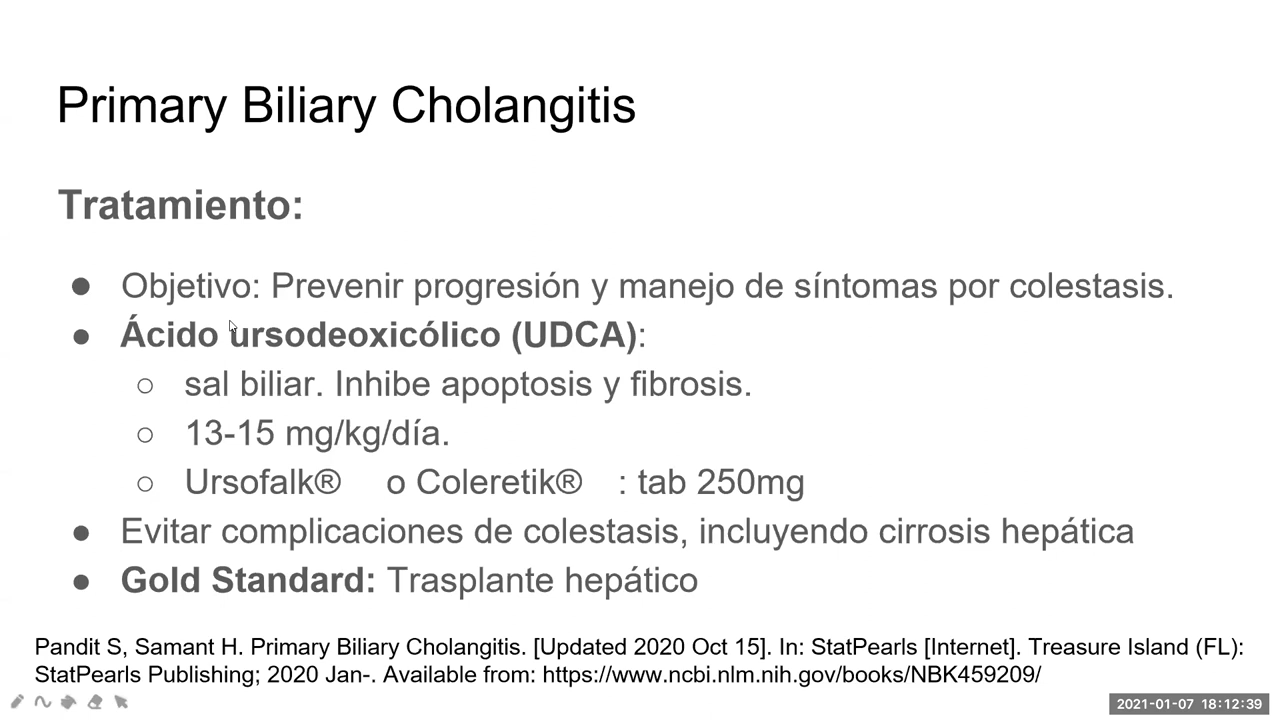 Primary Biliary Cholangitis
Tratamiento:
● Objetivo: Prevenir progresión y manejo de síntomas por colestasis.
● Ácido ursodeoxicólico (UDCA):
○ sal biliar. Inhibe apoptosis y fibrosis.
○ 13-15 mg/kg/día.
○ Ursofalk® o Coleretik® : tab 250mg
● Evitar complicaciones de colestasis, incluyendo cirrosis hepática
● Gold Standard: Trasplante hepático
Pandit S, Samant H. Primary Biliary Cholangitis. [Updated 2020 Oct 15]. In: StatPearls [Internet]. Treasure Island (FL):
StatPearls Publishing; 2020 Jan-. Available from: https://www.ncbi.nlm.nih.gov/books/NBK459209/
2021-01-07 18:12:39